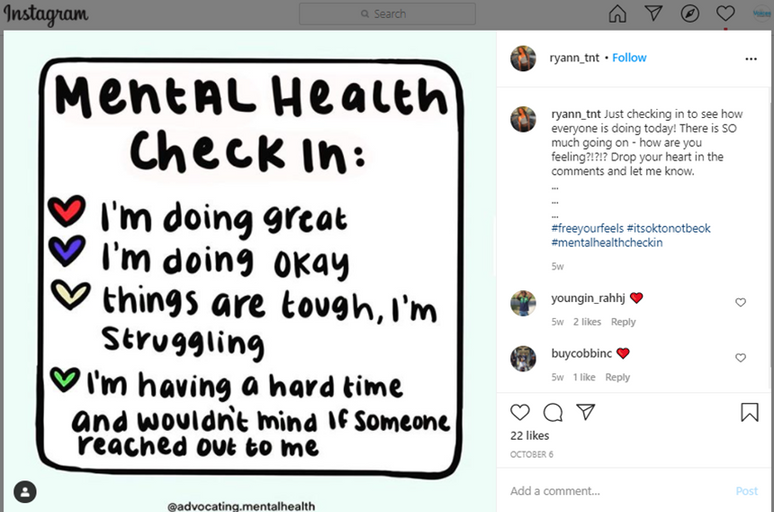 Instagram
Search
MentAL Health
Check In:
I'm doing great
I'm doing okay
things are tough, I'm
Struggling
I'm having a hard time
and wouldn't mind If Someone
reached out to me
@advocating.mentalhealth
ryann_tnt • Follow
...
ryann_tnt Just checking in to see how
everyone is doing today! There is SO
much going on - how are you
feeling?!?!? Drop your heart in the
comments and let me know.
...
...
...
#freeyourfeels #itsoktonotbeok
#mentalhealthcheckin
5w
youngin_rahhj ❤
5w 2 likes Reply
buycobbinc ❤
5w 1 like Reply
22 likes
OCTOBER 6
Add a comment... Post